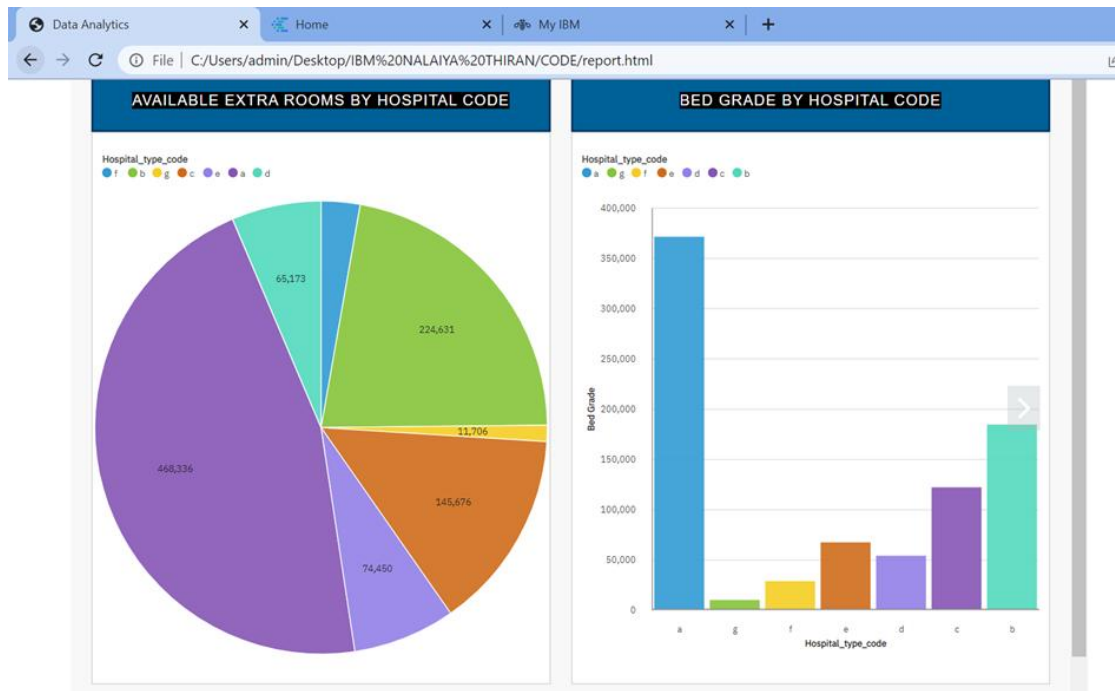 Data Analytics
Home
My IBM
File
C:/Users/admin/Desktop/IBM%20NALAIYA%20THIRAN/CODE/report.html
AVAILABLE EXTRA ROOMS BY HOSPITAL CODE
Hospital_type_code
f b g c e a d
65,173
224,631
11,706
468,336
145,676
74,450
BED GRADE BY HOSPITAL CODE
Hospital_type_code
a g f e d c b
400,000
350,000
300,000
250,000
200,000
150,000
100,000
50,000
0
Bed Grade
a g f e d c b
Hospital_type_code